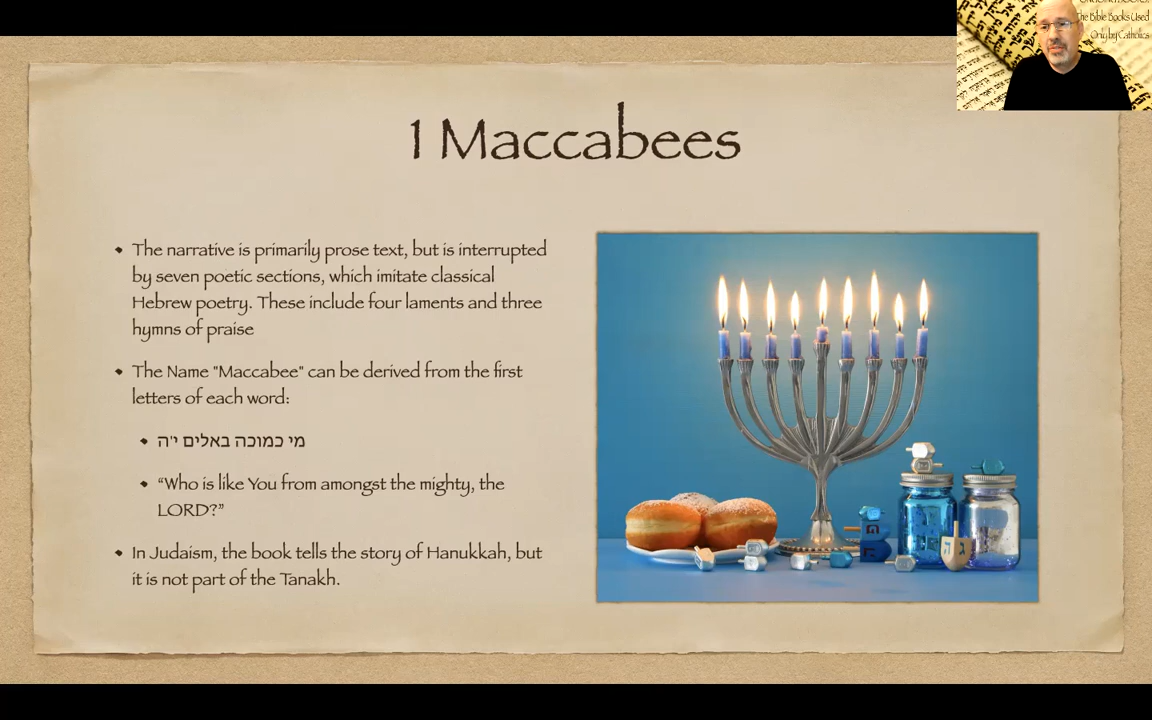 The Bible Books Used
Only by Catholics
1 Maccabees
The narrative is primarily prose text, but is interrupted
by seven poetic sections, which imitate classical
Hebrew poetry. These include four laments and three
hymns of praise
The Name "Maccabee" can be derived from the first
letters of each word:
מי כמוכה באלים י״ה
“Who is like You from amongst the mighty, the
LORD?”
In Judaism, the book tells the story of Hanukkah, but
it is not part of the Tanakh.